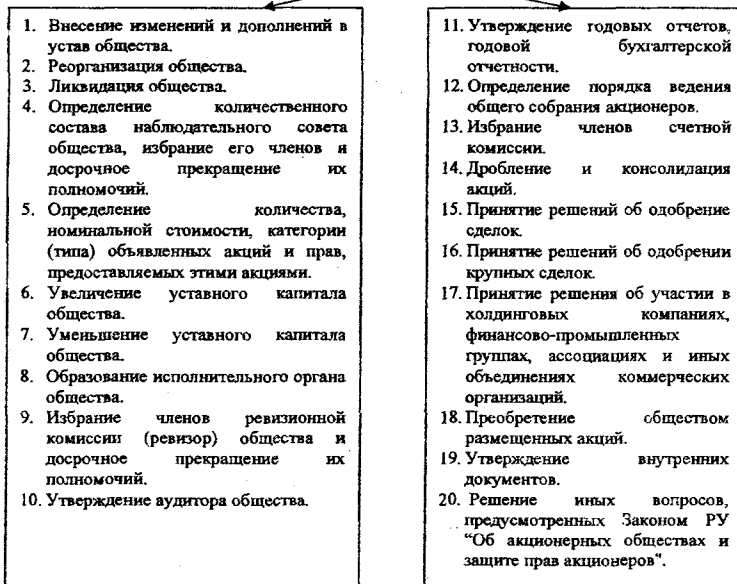 1. Внесение изменений и дополнений в
устав общества.
2. Реорганизация общества.
3. Ликвидация общества.
4. Определение количественного
состава наблюдательного совета
общества, избрание его членов и
досрочное прекращение их
полномочий.
5. Определение количества,
номинальной стоимости, категории
(типа) объявленных акций и прав,
предоставляемых этими акциями.
6. Увеличение уставного капитала
общества.
7. Уменьшение уставного капитала
общества.
8. Образование исполнительного органа
общества.
9. Избрание членов ревизионной
комиссии (ревизор) общества и
досрочное прекращение их
полномочий.
10. Утверждение аудитора общества.
11. Утверждение годовых отчетов,
годовой бухгалтерской
отчетности.
12. Определение порядка ведения
общего собрания акционеров.
13. Избрание членов счетной
комиссии.
14. Дробление и консолидация
акций.
15. Принятие решений об одобрение
сделок.
16. Принятие решений об одобрении
крупных сделок.
17. Принятие решения об участии в
холдинговых компаниях,
финансово-промышленных
группах, ассоциациях и иных
объединениях коммерческих
организаций.
18. Преобретение обществом
размещенных акций.
19. Утверждение внутренних
документов.
20. Решение иных вопросов,
предусмотренных Законом РУ
"Об акционерных обществах и
защите прав акционеров".